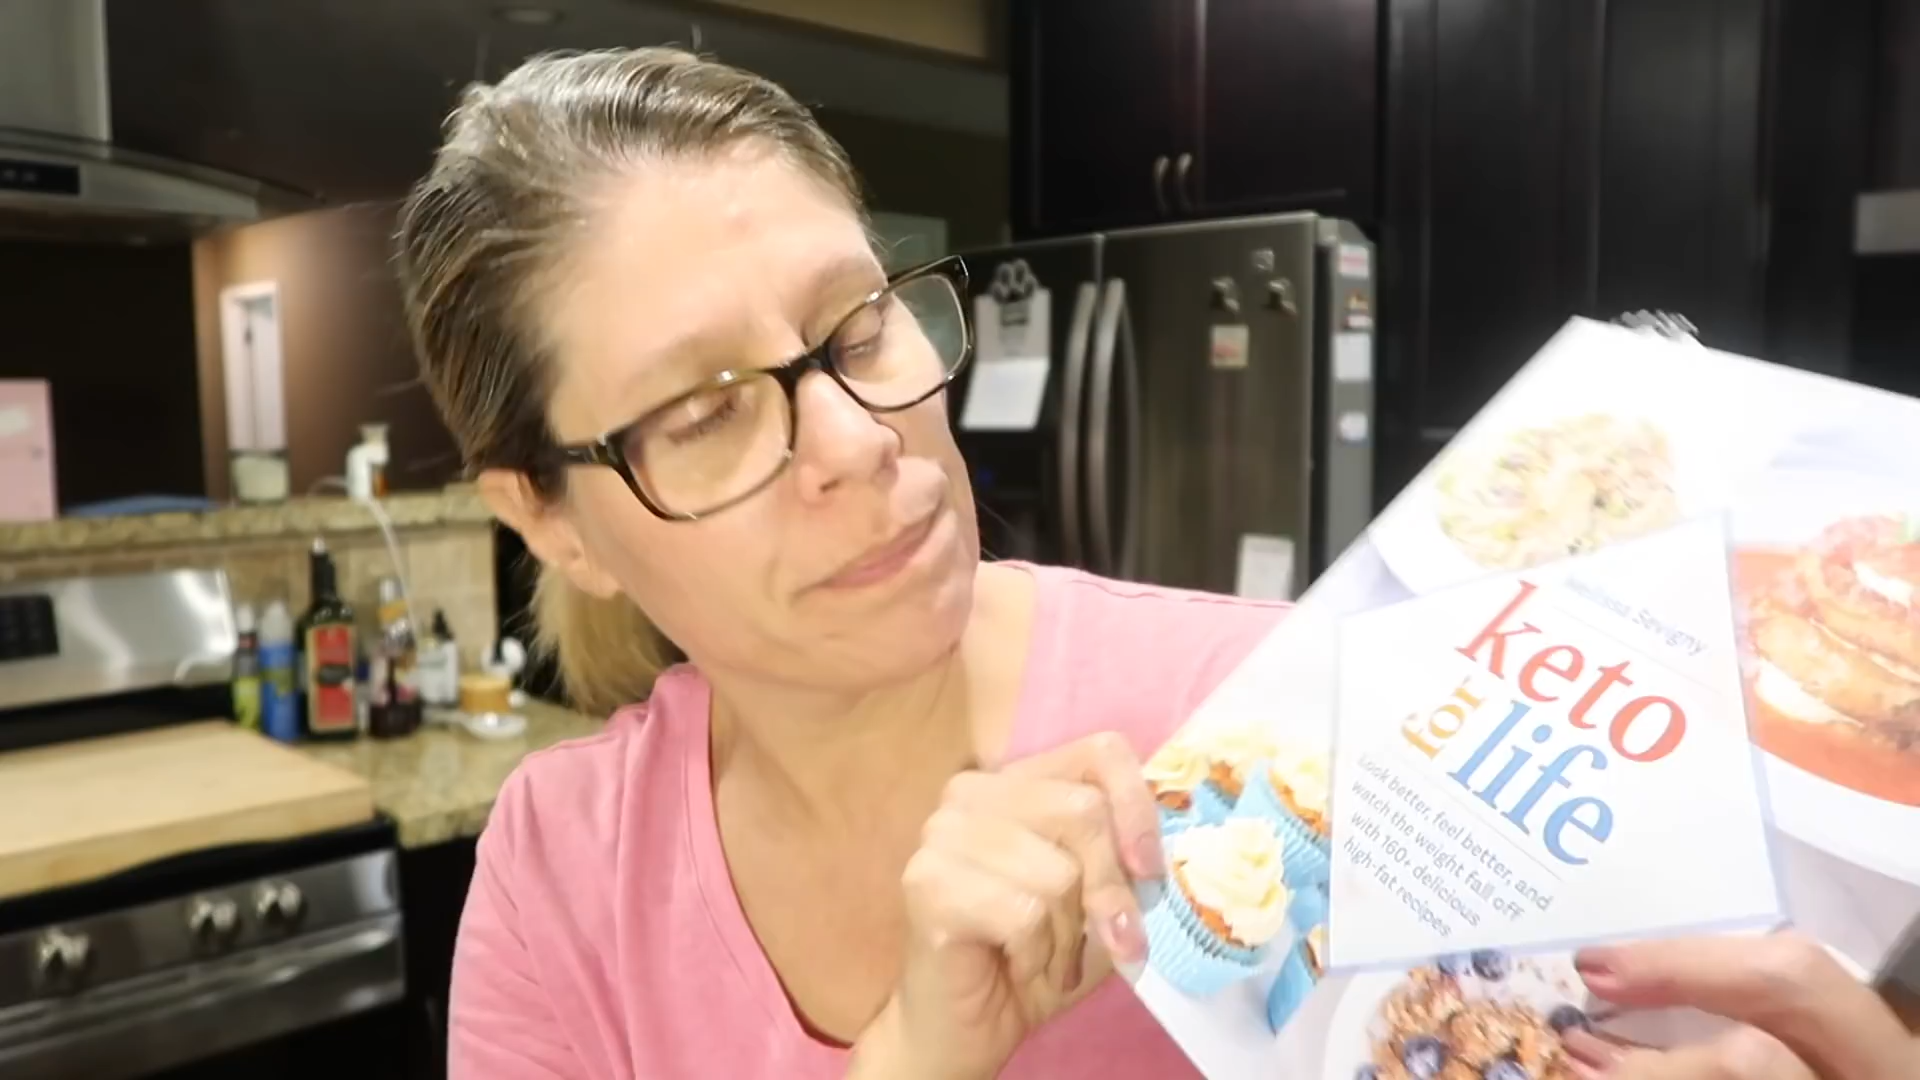 Melissa Sevigny
keto
for
life
Look better, feel better, and
watch the weight fall off
with 160+ delicious
high-fat recipes